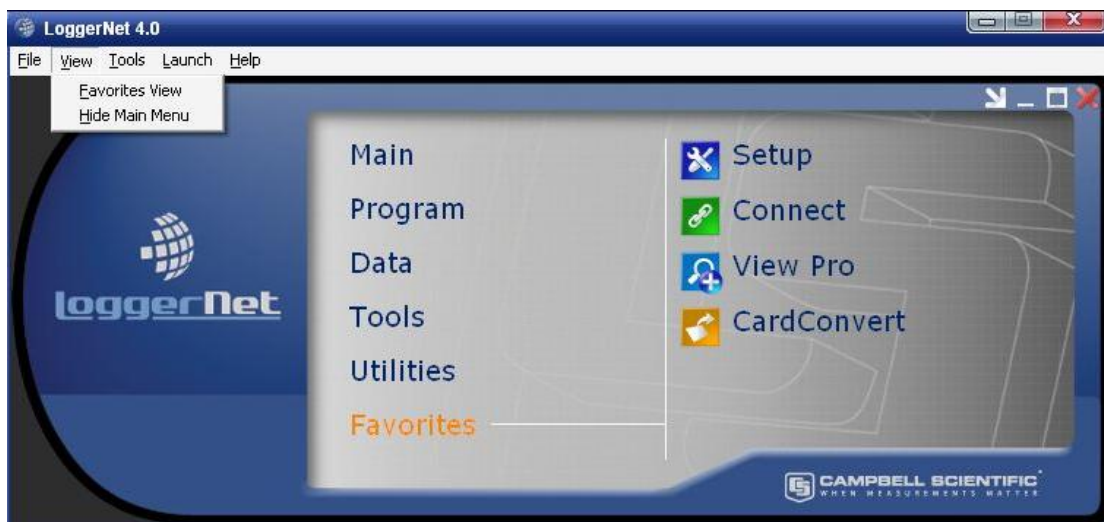 LoggerNet 4.0
File View Tools Launch Help
Favorites View
Hide Main Menu
Main
Program
Data
Tools
Utilities
Favorites
Setup
Connect
View Pro
CardConvert
LoggerNet
CAMPBELL SCIENTIFIC
WHEN MEASUREMENTS MATTER